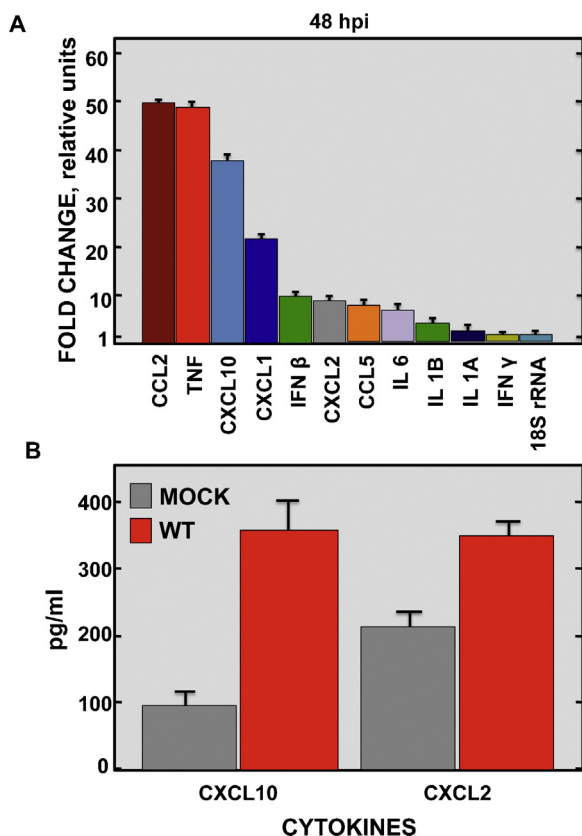 A
48 hpi
FOLD CHANGE, relative units
60
50
40
30
20
10
1
CCL2
TNF
CXCL10
CXCL1
IFN β
CXCL2
CCL5
IL 6
IL 1B
IL 1A
IFN γ
18S rRNA
B
MOCK
WT
pg/ml
400
300
200
100
0
CXCL10 CXCL2
CYTOKINES